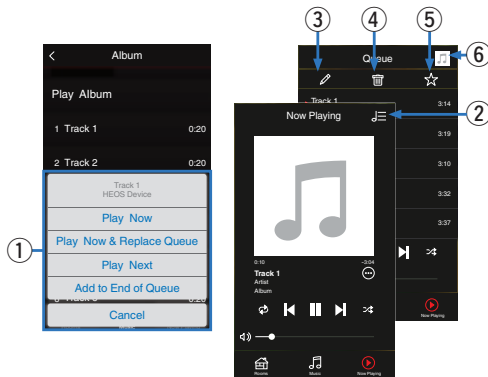 ③
④
⑤
⑥
②
①
Album
Play Album
1 Track 1 0:20
2 Track 2 0:20
Track 1
HEOS Device
Play Now
Play Now & Replace Queue
Play Next
Add to End of Queue
0:20
Cancel
Queue
Track 1 3:14
3:19
3:10
3:32
3:37
Now Playing
Now Playing
0:10 -3:04
Track 1
Artist
Album
Rooms Music Now Playing